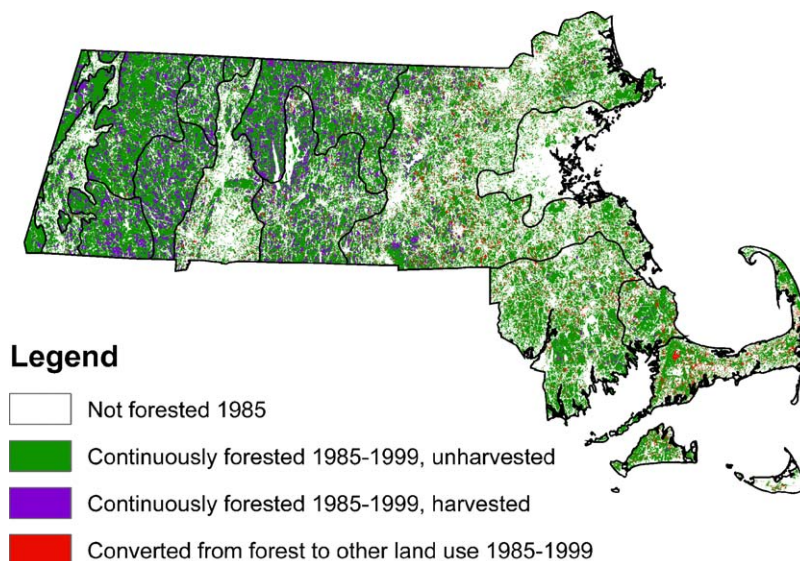 Legend
Not forested 1985
Continuously forested 1985-1999, unharvested
Continuously forested 1985-1999, harvested
Converted from forest to other land use 1985-1999